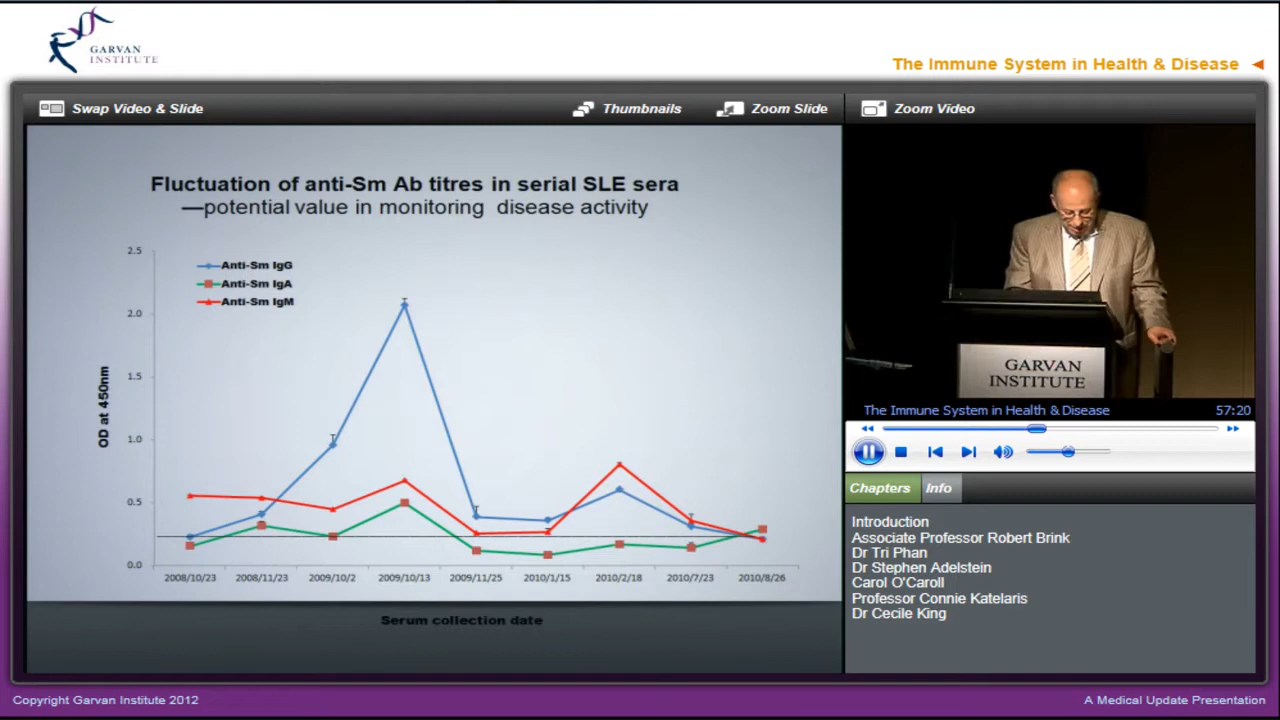 GARVAN
INSTITUTE
The Immune System in Health & Disease
Swap Video & Slide
Thumbnails
Zoom Slide
Zoom Video
Fluctuation of anti-Sm Ab titres in serial SLE sera
—potential value in monitoring disease activity
2.5
Anti-Sm IgG
Anti-Sm IgA
Anti-Sm IgM
2.0
1.5
1.0
0.5
0.0
OD at 450nm
2008/10/23 2008/11/23 2009/10/2 2009/10/13 2009/11/25 2010/1/15 2010/2/18 2010/7/23 2010/8/26
Serum collection date
GARVAN
INSTITUTE
The Immune System in Health & Disease 57:20
Chapters Info
Introduction
Associate Professor Robert Brink
Dr Tri Phan
Dr Stephen Adelstein
Carol O'Caroll
Professor Connie Katelaris
Dr Cecile King
Copyright Garvan Institute 2012
A Medical Update Presentation